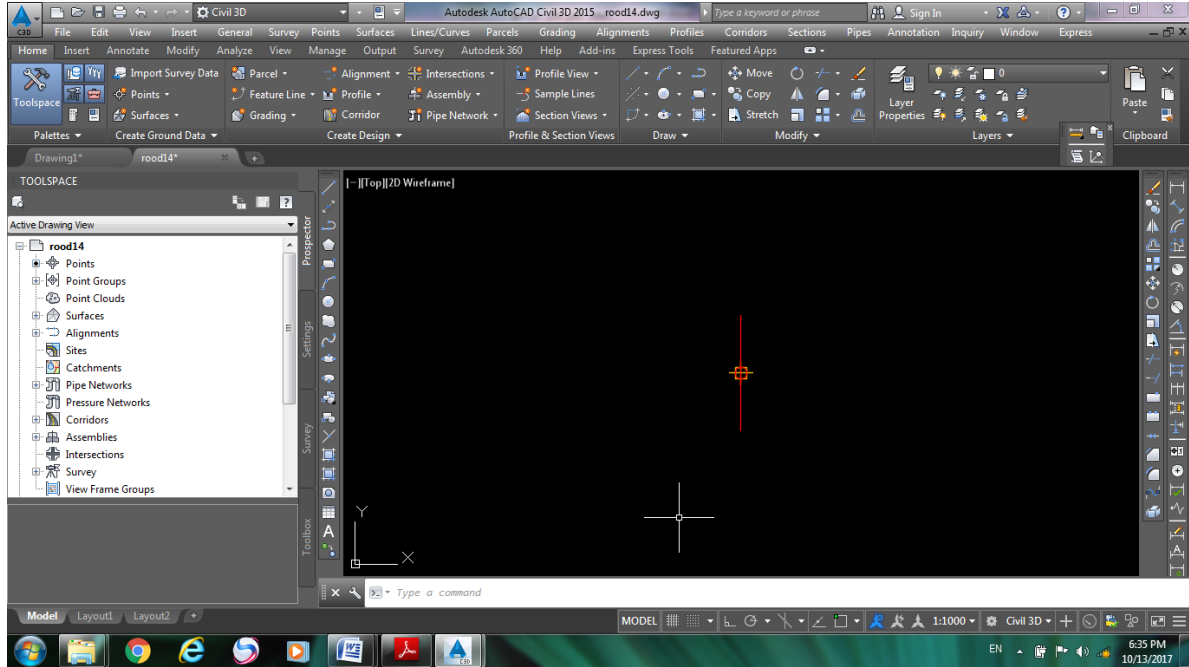 Civil 3D
Autodesk AutoCAD Civil 3D 2015 rood14.dwg
Type a keyword or phrase
Sign In
C3D
File Edit View Insert General Survey Points Surfaces Lines/Curves Parcels Grading Alignments Profiles Corridors Sections Pipes Annotation Inquiry Window Express
Home Insert Annotate Modify Analyze View Manage Output Survey Autodesk 360 Help Add-ins Express Tools Featured Apps
Import Survey Data Parcel Alignment Intersections Profile View Move 0
Toolspace Points Feature Line Profile Assembly Sample Lines Copy Layer Properties Paste
Surfaces Grading Corridor Pipe Network Section Views Stretch
Palettes Create Ground Data Create Design Profile & Section Views Draw Modify Layers Clipboard
Drawing1* rood14*
TOOLSPACE
[−][Top][2D Wireframe]
Active Drawing View
rood14
Points
Point Groups
Point Clouds
Surfaces
Alignments
Sites
Catchments
Pipe Networks
Pressure Networks
Corridors
Assemblies
Intersections
Survey
View Frame Groups
Prospector
Settings
Survey
Toolbox
A
Y
X
Type a command
Model Layout1 Layout2
MODEL 1:1000 Civil 3D
EN 6:35 PM
10/13/2017